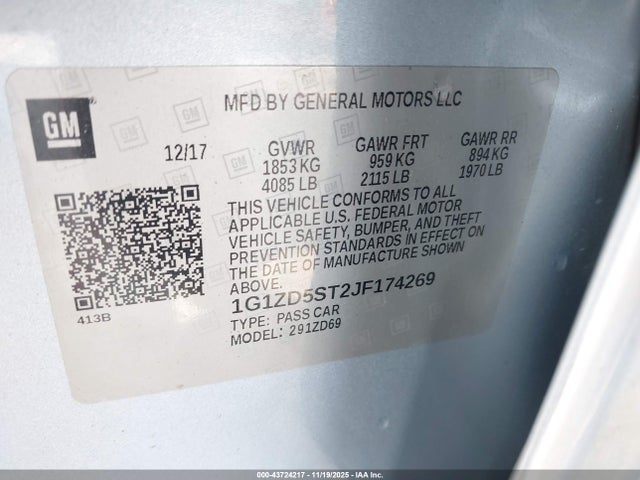 GM
®
MFD BY GENERAL MOTORS LLC
12/17
GVWR
1853 KG
4085 LB
GAWR FRT
959 KG
2115 LB
GAWR RR
894 KG
1970 LB
THIS VEHICLE CONFORMS TO ALL
APPLICABLE U.S. FEDERAL MOTOR
VEHICLE SAFETY, BUMPER, AND THEFT
PREVENTION STANDARDS IN EFFECT ON
THE DATE OF MANUFACTURE SHOWN
ABOVE.
1G1ZD5ST2JF174269
TYPE: PASS CAR
MODEL: 291ZD69
413B
000-43724217 - 11/19/2025 - IAA Inc.